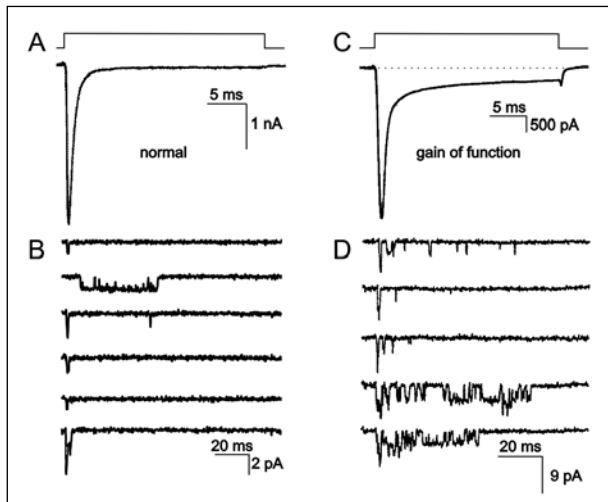 A
5 ms
1 nA
normal
B
20 ms
2 pA
C
5 ms
500 pA
gain of function
D
20 ms
9 pA